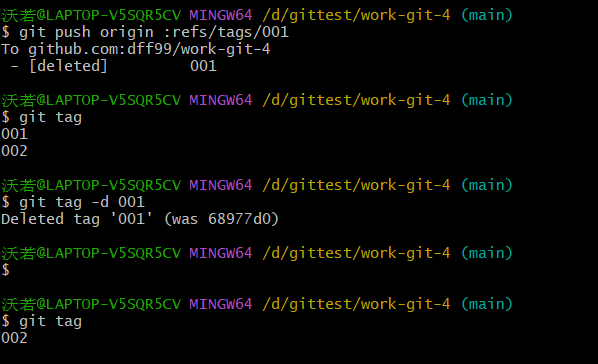 沃若@LAPTOP-V5SQR5CV MINGW64 /d/gittest/work-git-4 (main)
$ git push origin :refs/tags/001
To github.com:dff99/work-git-4
 - [deleted]         001
沃若@LAPTOP-V5SQR5CV MINGW64 /d/gittest/work-git-4 (main)
$ git tag
001
002
沃若@LAPTOP-V5SQR5CV MINGW64 /d/gittest/work-git-4 (main)
$ git tag -d 001
Deleted tag '001' (was 68977d0)
沃若@LAPTOP-V5SQR5CV MINGW64 /d/gittest/work-git-4 (main)
$
沃若@LAPTOP-V5SQR5CV MINGW64 /d/gittest/work-git-4 (main)
$ git tag
002